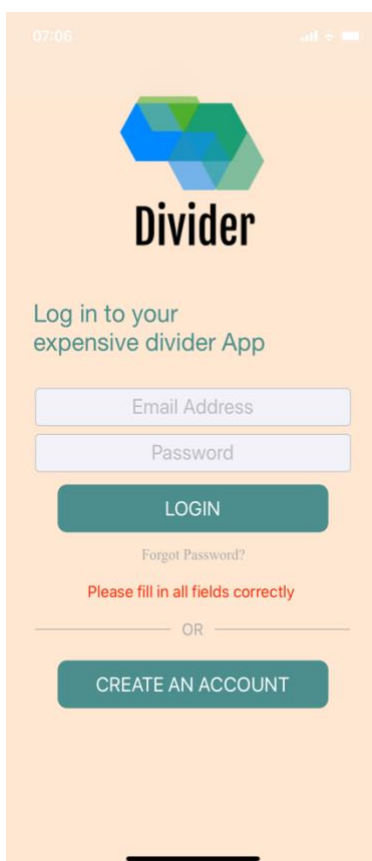 07:06
Divider
Log in to your
expensive divider App
Email Address
Password
LOGIN
Forgot Password?
Please fill in all fields correctly
OR
CREATE AN ACCOUNT